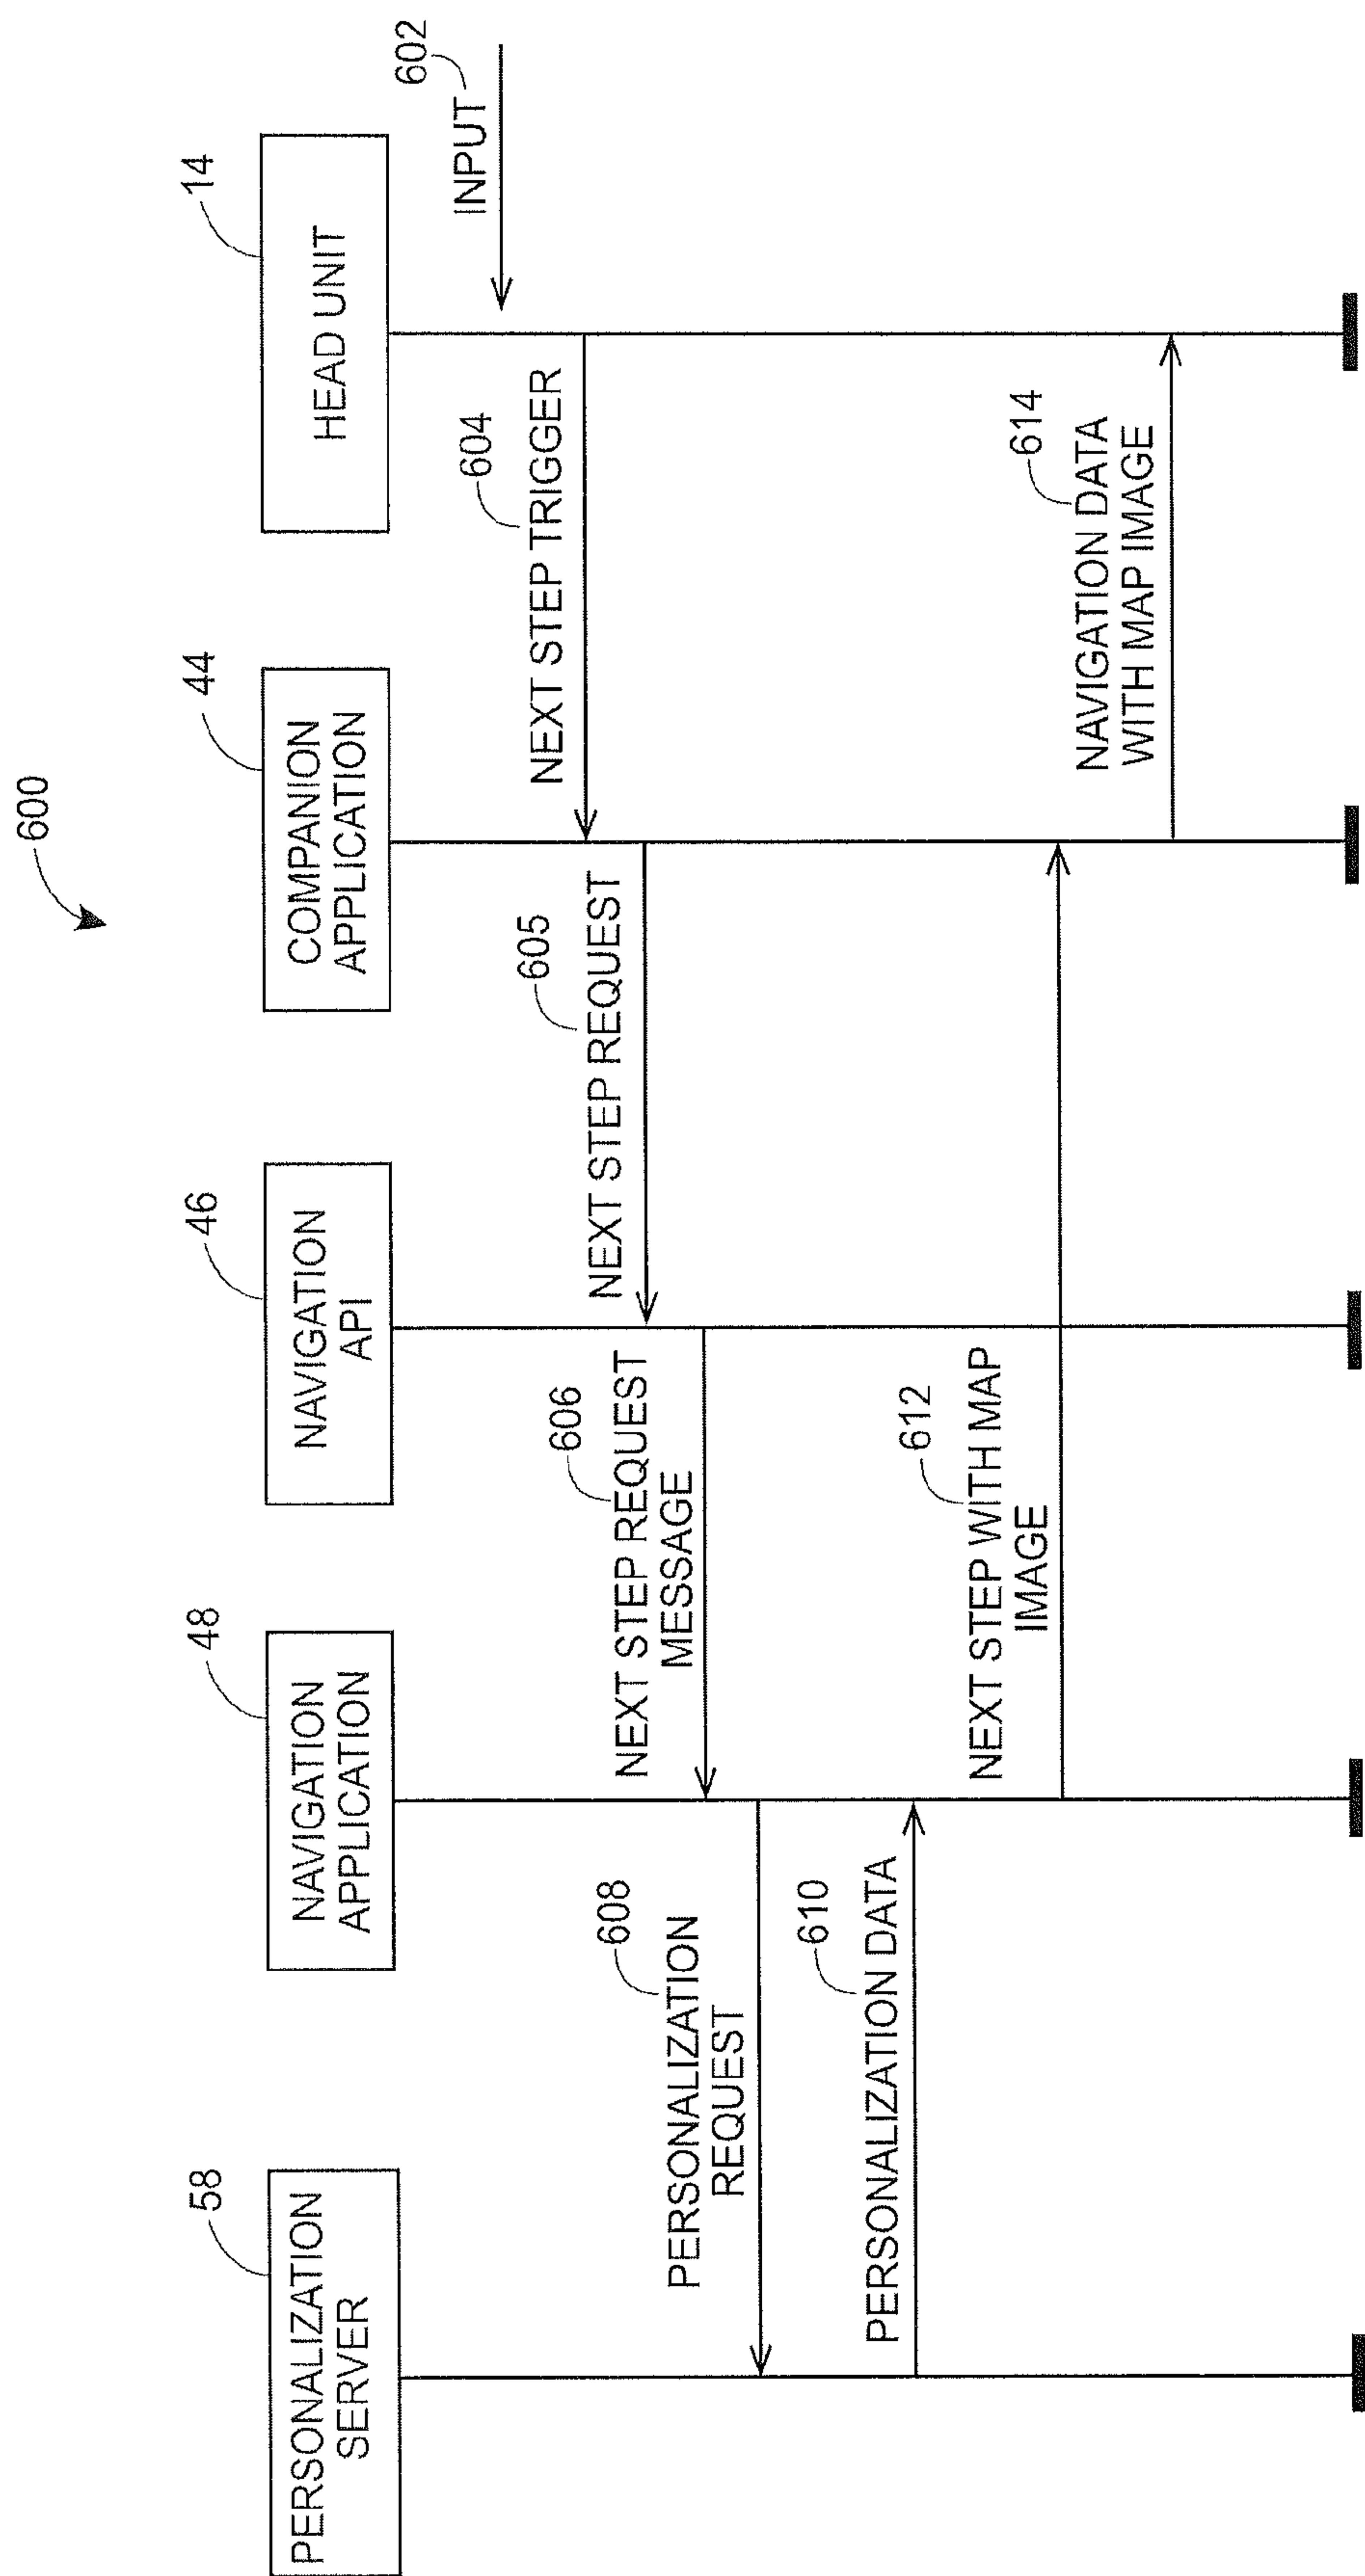 600
58
PERSONALIZATION
SERVER
48
NAVIGATION
APPLICATION
46
NAVIGATION
API
44
COMPANION
APPLICATION
14
HEAD UNIT
602
INPUT
604
NEXT STEP TRIGGER
605
NEXT STEP REQUEST
606
NEXT STEP REQUEST
MESSAGE
608
PERSONALIZATION
REQUEST
610
PERSONALIZATION DATA
612
NEXT STEP WITH MAP
IMAGE
614
NAVIGATION DATA
WITH MAP IMAGE